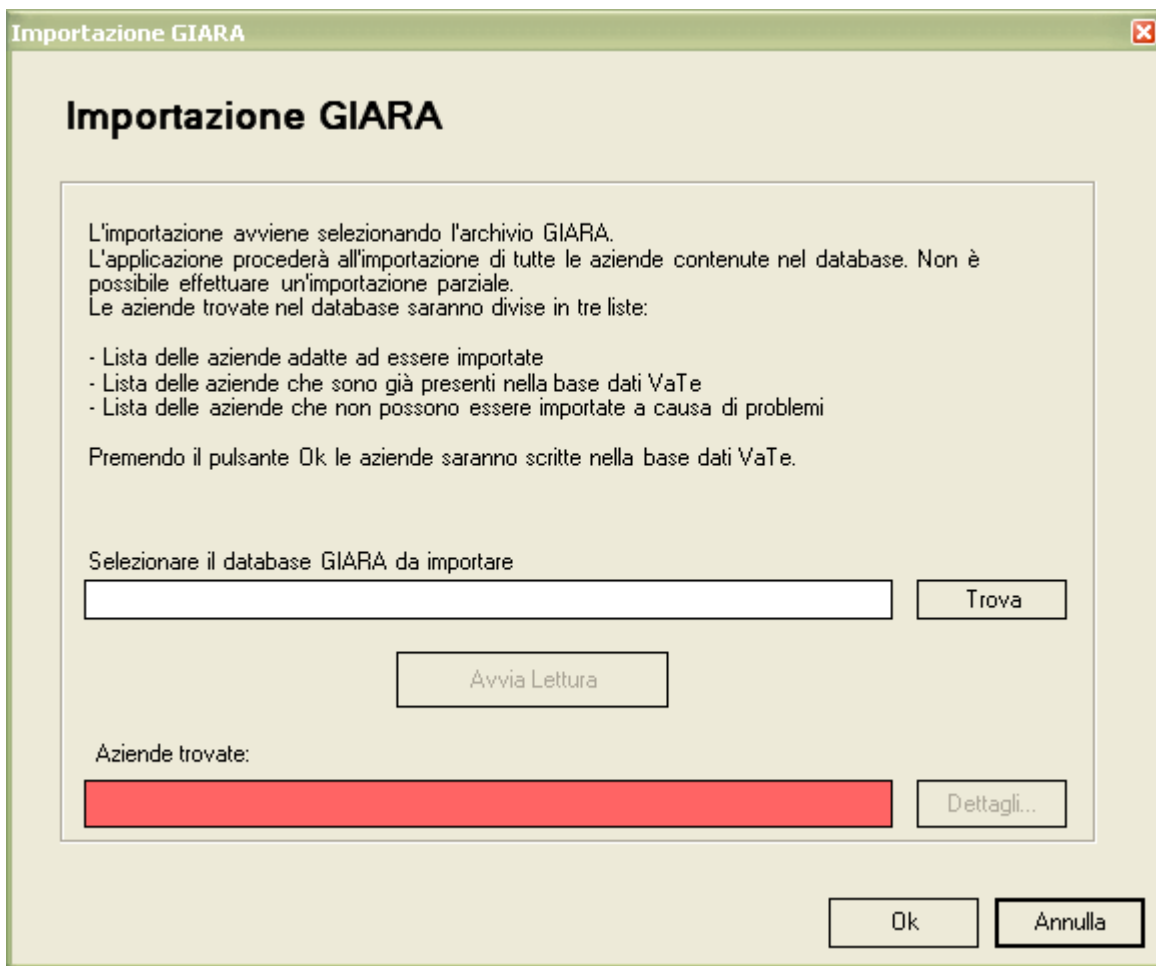 Importazione GIARA
Importazione GIARA
L'importazione avviene selezionando l'archivio GIARA.
L'applicazione procederà all'importazione di tutte le aziende contenute nel database. Non è
possibile effettuare un'importazione parziale.
Le aziende trovate nel database saranno divise in tre liste:
- Lista delle aziende adatte ad essere importate
- Lista delle aziende che sono già presenti nella base dati VaTe
- Lista delle aziende che non possono essere importate a causa di problemi
Premendo il pulsante Ok le aziende saranno scritte nella base dati VaTe.
Selezionare il database GIARA da importare
Trova
Avvia Lettura
Aziende trovate:
Dettagli...
Ok
Annulla